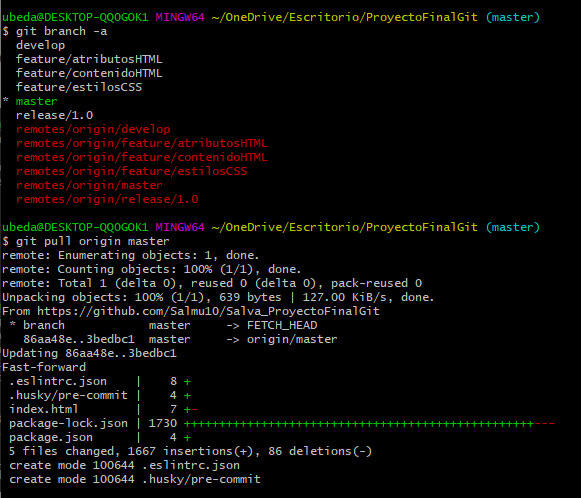 ubeda@DESKTOP-QQOGOK1 MINGW64 ~/OneDrive/Escritorio/ProyectoFinalGit (master)
$ git branch -a
  develop
  feature/atributosHTML
  feature/contenidoHTML
  feature/estilosCSS
* master
  release/1.0
  remotes/origin/develop
  remotes/origin/feature/atributosHTML
  remotes/origin/feature/contenidoHTML
  remotes/origin/feature/estilosCSS
  remotes/origin/master
  remotes/origin/release/1.0

ubeda@DESKTOP-QQOGOK1 MINGW64 ~/OneDrive/Escritorio/ProyectoFinalGit (master)
$ git pull origin master
remote: Enumerating objects: 1, done.
remote: Counting objects: 100% (1/1), done.
remote: Total 1 (delta 0), reused 0 (delta 0), pack-reused 0
Unpacking objects: 100% (1/1), 639 bytes | 127.00 KiB/s, done.
From https://github.com/Salmu10/Salva_ProyectoFinalGit
 * branch            master     -> FETCH_HEAD
   86aa48e..3bedbc1  master     -> origin/master
Updating 86aa48e..3bedbc1
Fast-forward
 .eslintrc.json    |    8 +
 .husky/pre-commit |    4 +
 index.html        |    7 +-
 package-lock.json | 1730 +++++++++++++++++++++++++++++++++++++++++++++++++---
 package.json      |    4 +
 5 files changed, 1667 insertions(+), 86 deletions(-)
 create mode 100644 .eslintrc.json
 create mode 100644 .husky/pre-commit